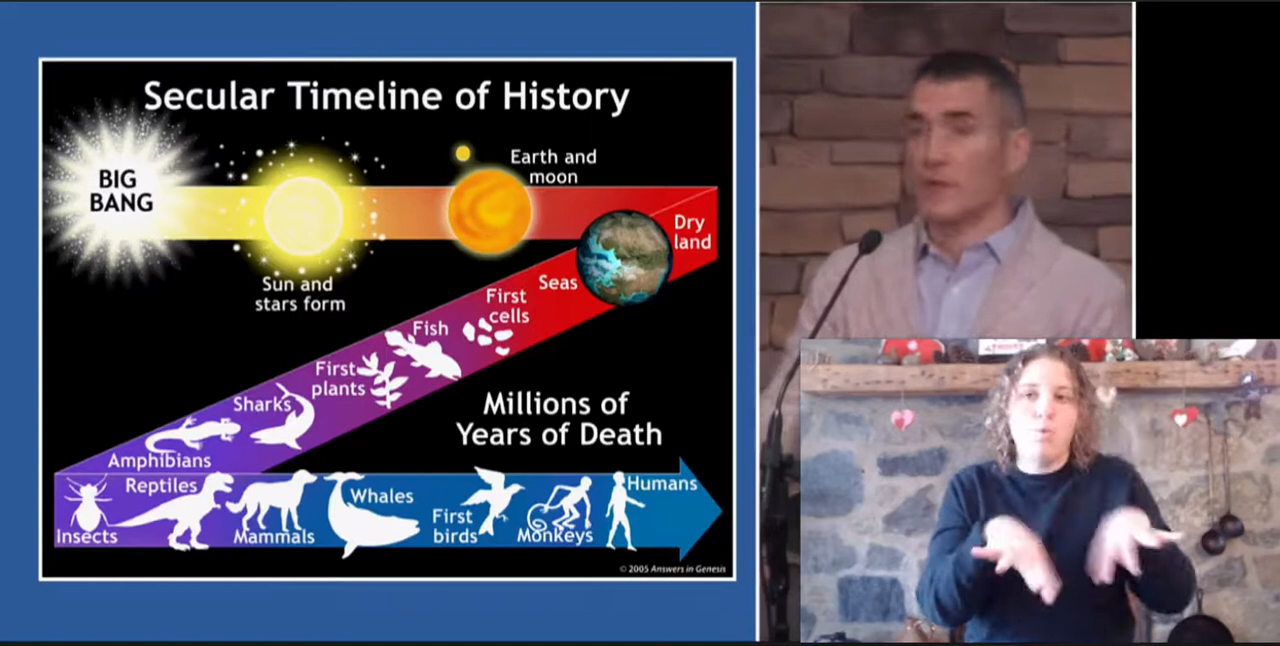 Secular Timeline of History
BIG
BANG
Earth and
moon
Sun and
stars form
Dry
land
Seas
First
cells
Fish
First
plants
Sharks
Amphibians
Millions of
Years of Death
Insects
Reptiles
Mammals
Whales
First
birds
Monkeys
Humans
© 2005 Answers in Genesis